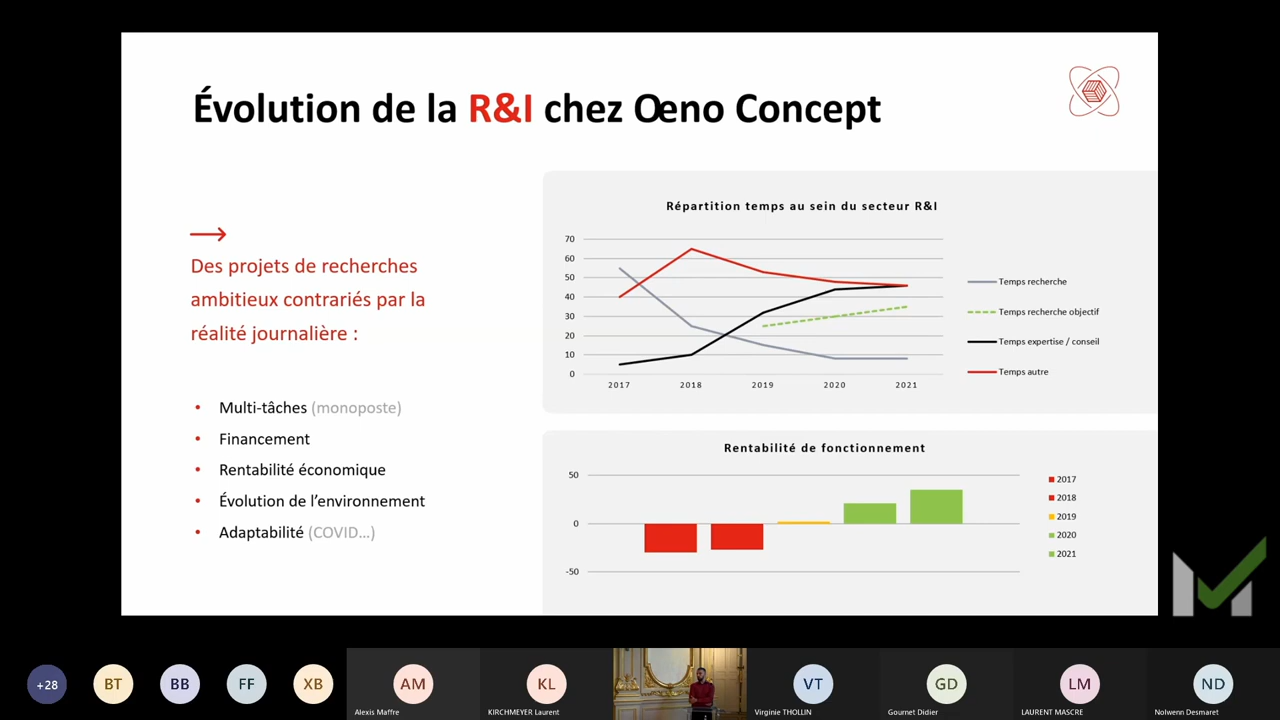 Évolution de la R&I chez Œno Concept
Des projets de recherches
ambitieux contrariés par la
réalité journalière :
• Multi-tâches (monoposte)
• Financement
• Rentabilité économique
• Évolution de l'environnement
• Adaptabilité (COVID...)
Répartition temps au sein du secteur R&I
70
60
50
40
30
20
10
0
2017 2018 2019 2020 2021
Temps recherche
Temps recherche objectif
Temps expertise / conseil
Temps autre
Rentabilité de fonctionnement
50
0
-50
2017
2018
2019
2020
2021
+28 BT BB FF XB AM KL VT GD LM ND
Alexis Maffre KIRCHMEYER Laurent Virginie THOLLIN Gournet Didier LAURENT MASCRE Nolwenn Desmaret